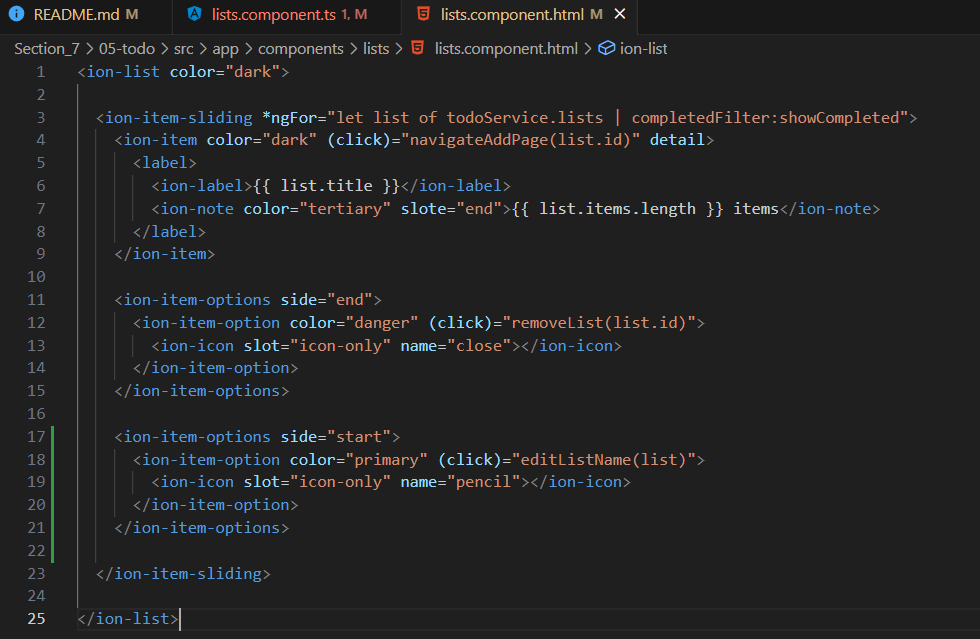 README.md M
lists.component.ts 1, M
lists.component.html M
Section_7 > 05-todo > src > app > components > lists > lists.component.html > ion-list
1 <ion-list color="dark">
2
3 <ion-item-sliding *ngFor="let list of todoService.lists | completedFilter:showCompleted">
4 <ion-item color="dark" (click)="navigateAddPage(list.id)" detail>
5 <label>
6 <ion-label>{{ list.title }}</ion-label>
7 <ion-note color="tertiary" slote="end">{{ list.items.length }} items</ion-note>
8 </label>
9 </ion-item>
10
11 <ion-item-options side="end">
12 <ion-item-option color="danger" (click)="removeList(list.id)">
13 <ion-icon slot="icon-only" name="close"></ion-icon>
14 </ion-item-option>
15 </ion-item-options>
16
17 <ion-item-options side="start">
18 <ion-item-option color="primary" (click)="editListName(list)">
19 <ion-icon slot="icon-only" name="pencil"></ion-icon>
20 </ion-item-option>
21 </ion-item-options>
22
23 </ion-item-sliding>
24
25 </ion-list>